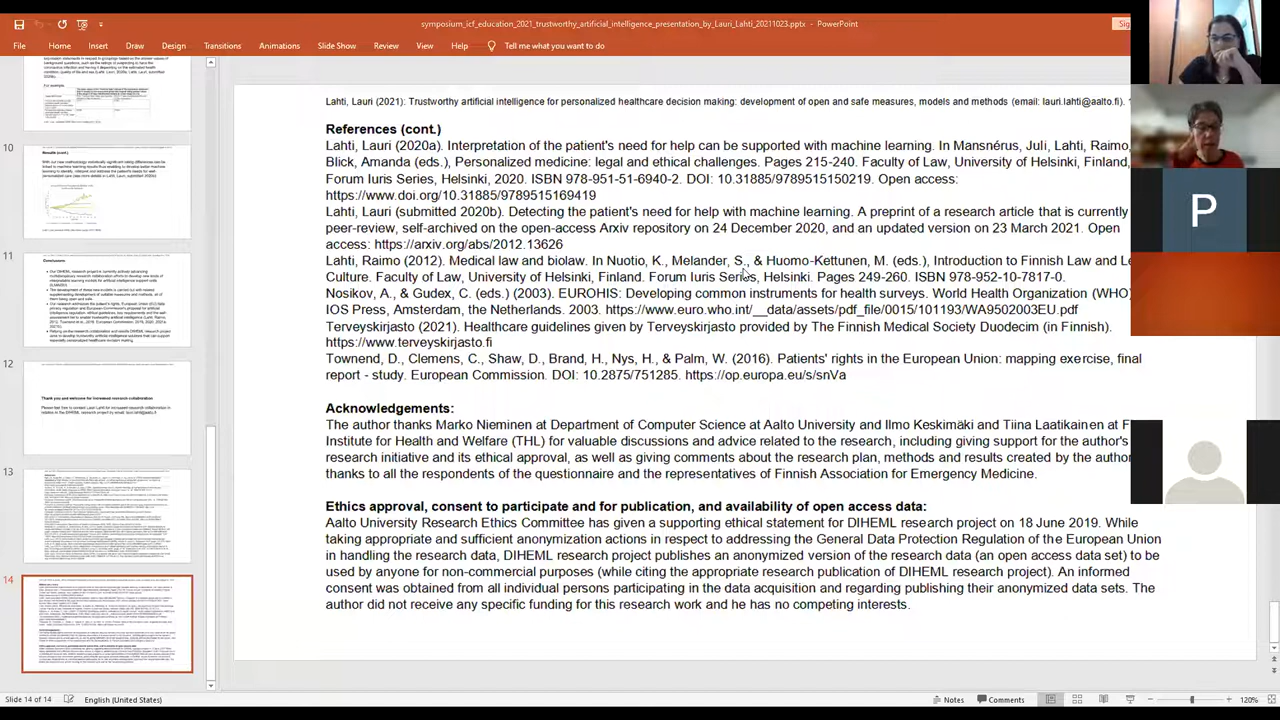 symposium_icf_education_2021_trustworthy_artificial_intelligence_presentation_by_Lauri_Lahti_20211023.pptx - PowerPoint
File Home Insert Draw Design Transitions Animations Slide Show Review View Help Tell me what you want to do
10
11
12
13
14
Results (cont.)
Conclusions
Thank you and welcome for increased research collaboration
Lahti, Lauri (2021): Trustworthy artificial intelligence for personalized healthcare decision making: development of open and safe measures, models and methods (email: lauri.lahti@aalto.fi).
References (cont.)
Lahti, Lauri (2020a). Interpretation of the patient's need for help can be supported with machine learning. In Mansnérus, Juli, Lahti, Raimo,
Blick, Amanda (eds.), Personalized medicine: legal and ethical challenges. Pages 215-240. Faculty of Law, University of Helsinki, Finland,
Forum Iuris Series, Helsinki, 2020. ISBN 978-951-51-6940-2. DOI: 10.31885/9789515150219. Open access:
https://www.doi.org/10.31885/9789515169419
Lahti, Lauri (submitted 2020b). Detecting the patient's need for help with machine learning. A preprint of a research article that is currently
peer-review, self-archived on the open-access Arxiv repository on 24 December 2020, and an updated version on 23 March 2021. Open
access: https://arxiv.org/abs/2012.13626
Lahti, Raimo (2012). Medical law and biolaw. In Nuotio, K., Melander, S., & Huomo-Kettunen, M. (eds.), Introduction to Finnish Law and Le
Culture. Faculty of Law, University of Helsinki, Finland. Forum Iuris Series, Helsinki. Pages 249-260. ISBN 978-952-10-7817-0.
Nosikov, A., & Gudex, C. (eds.) (2003). EUROHIS: Developing common instruments for health surveys. World Health Organization (WHO)
IOS Press, Amsterdam, the Netherlands. 2003.
Terveyskirjasto (2021). Healthcare guidelines given by Terveyskirjasto provided by The Finnish Medical Society Duodecim (in Finnish).
https://www.terveyskirjasto.fi
Townend, D., Clemens, C., Shaw, D., Brand, H., Nys, H., & Palm, W. (2016). Patients' rights in the European Union: mapping exercise, final
report - study. European Commission. DOI: 10.2875/751285. https://op.europa.eu/s/snVa
Acknowledgements:
The author thanks Marko Nieminen at Department of Computer Science at Aalto University and Ilmo Keskimäki and Tiina Laatikainen at F
Institute for Health and Welfare (THL) for valuable discussions and advice related to the research, including giving support for the author's
research initiative and its ethical approval, as well as giving comments about the research plan, methods and results created by the author
thanks to all the respondents of the questionnaire and the representatives of Finnish Association for Emergency Medicine.
Ethics approval, consent to participate and for publication, and availability of open access data:
Aalto University Research Ethics Committee has given a supporting ethical statement for DIHEML research project on 18 June 2019. While
taking appropriate and sufficient anonymization actions in respect to addressing the General Data Protection Regulation of the European Union
in handling the research data, DIHEML research project publishes an anonymized version of the research data (an open access data set) to be
used by anyone for non-commercial purposes (while citing the appropriate research publication of DIHEML research project). An informed
consent was obtained from all individual persons participating in the study, including regarding publishing the anonymized data sets. The
author did not receive any external funding for this research work and
P
Slide 14 of 14 English (United States) Notes Comments 120%